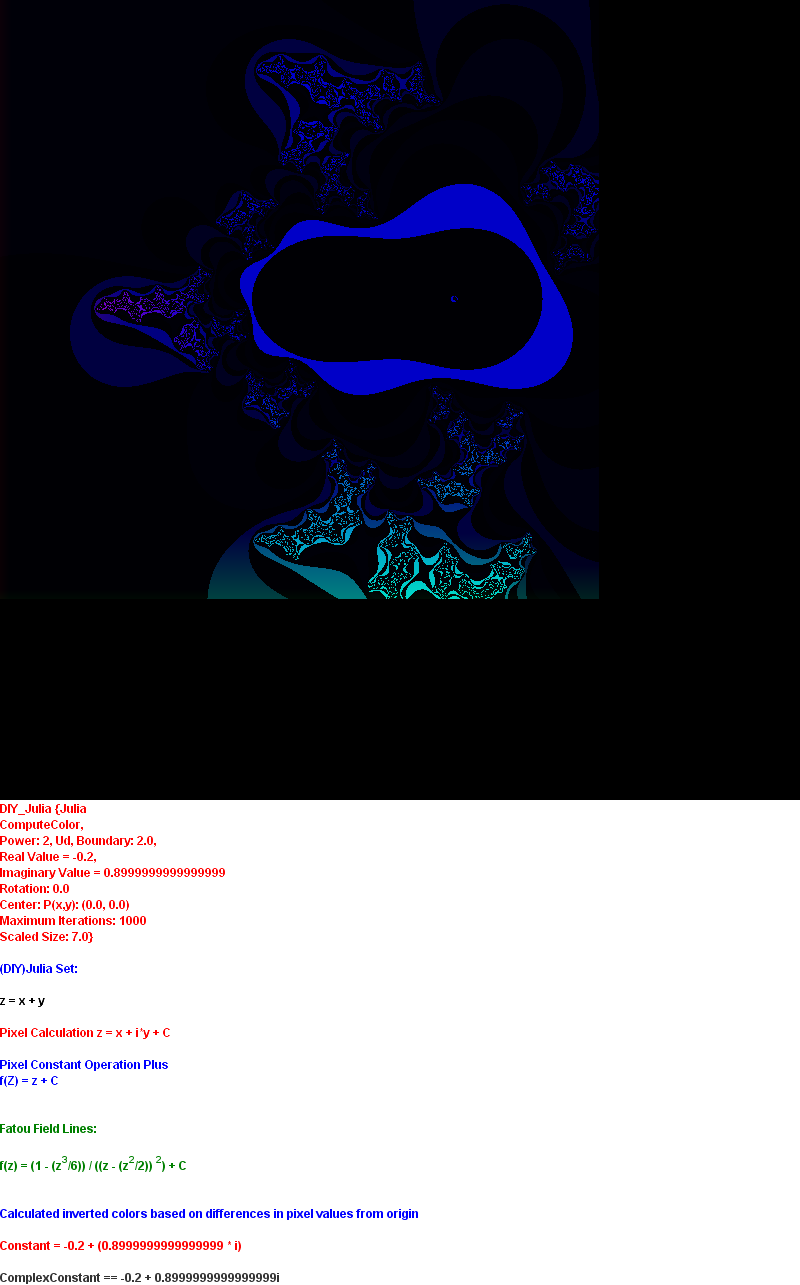 DIY_Julia {Julia
ComputeColor,
Power: 2, Ud, Boundary: 2.0,
Real Value = -0.2,
Imaginary Value = 0.8999999999999999
Rotation: 0.0
Center: P(x,y): (0.0, 0.0)
Maximum Iterations: 1000
Scaled Size: 7.0}
(DIY)Julia Set:
z = x + y
Pixel Calculation z = x + i*y + C
Pixel Constant Operation Plus
f(Z) = z + C
Fatou Field Lines:
f(z) = (1 - (z^3/6)) / ((z - (z^2/2)) ^2) + C
Calculated inverted colors based on differences in pixel values from origin
Constant = -0.2 + (0.8999999999999999 * i)
ComplexConstant == -0.2 + 0.8999999999999999i